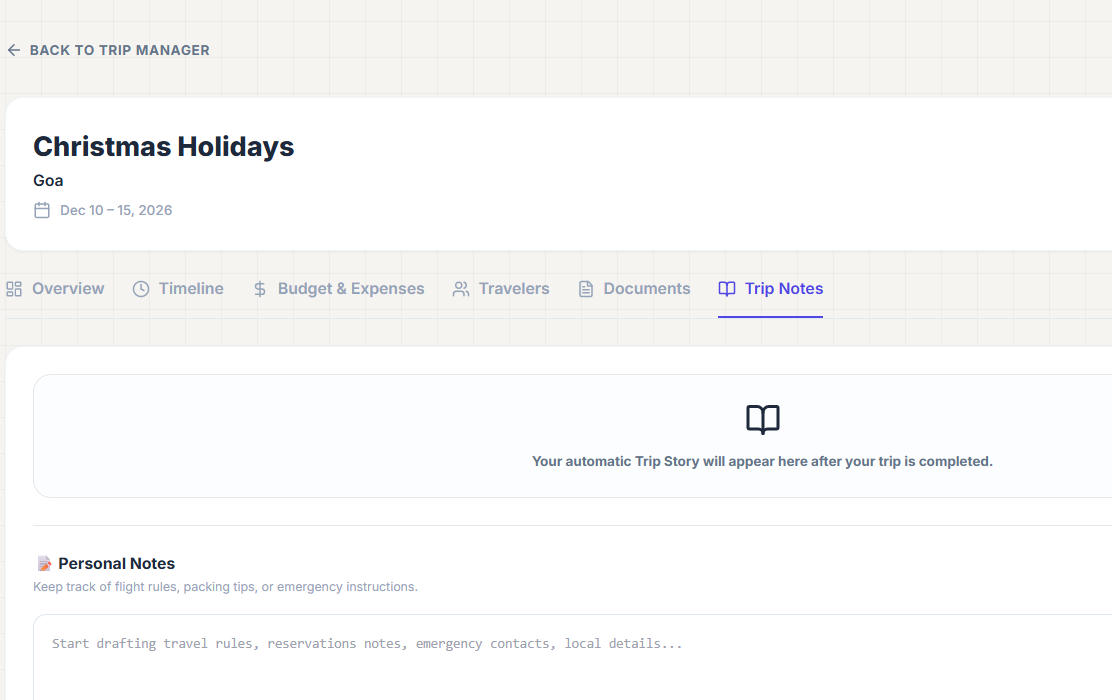 BACK TO TRIP MANAGER
Christmas Holidays
Goa
Dec 10 – 15, 2026
Overview Timeline Budget & Expenses Travelers Documents Trip Notes
Your automatic Trip Story will appear here after your trip is completed.
Personal Notes
Keep track of flight rules, packing tips, or emergency instructions.
Start drafting travel rules, reservations notes, emergency contacts, local details...